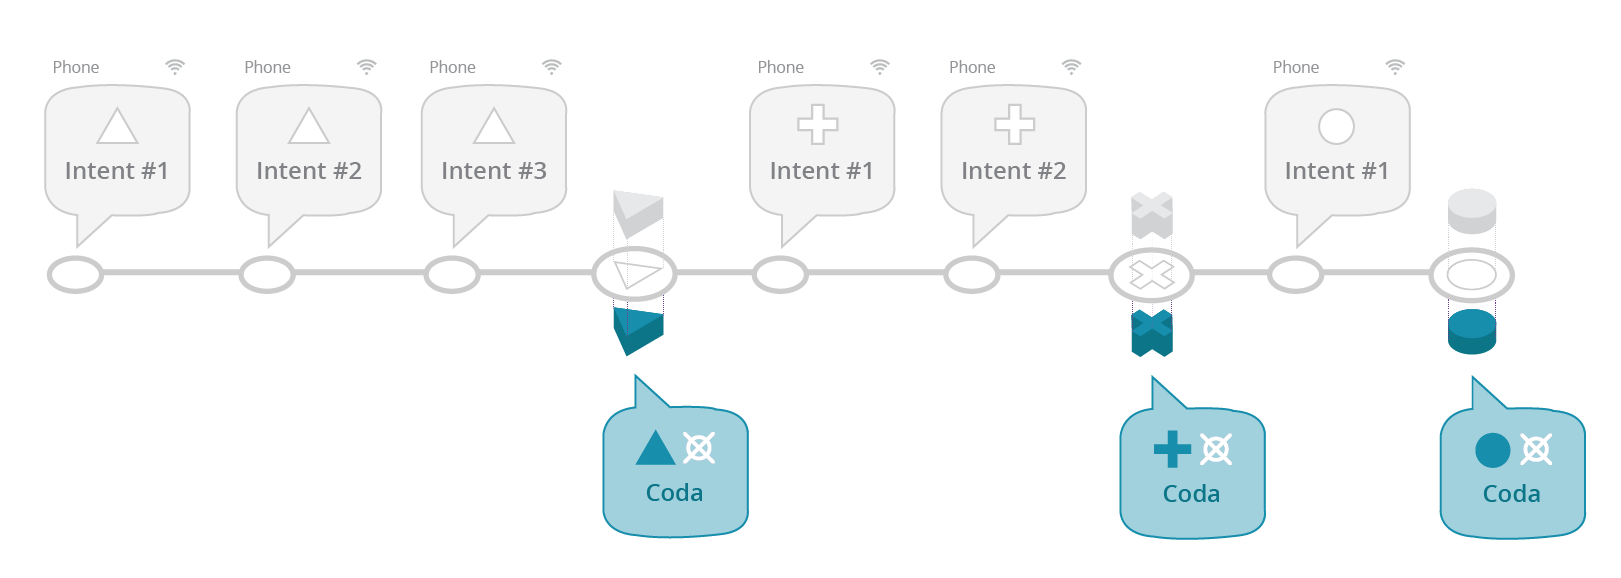 Phone
Intent #1
Phone
Intent #2
Phone
Intent #3
Phone
Intent #1
Phone
Intent #2
Phone
Intent #1
Coda
Coda
Coda